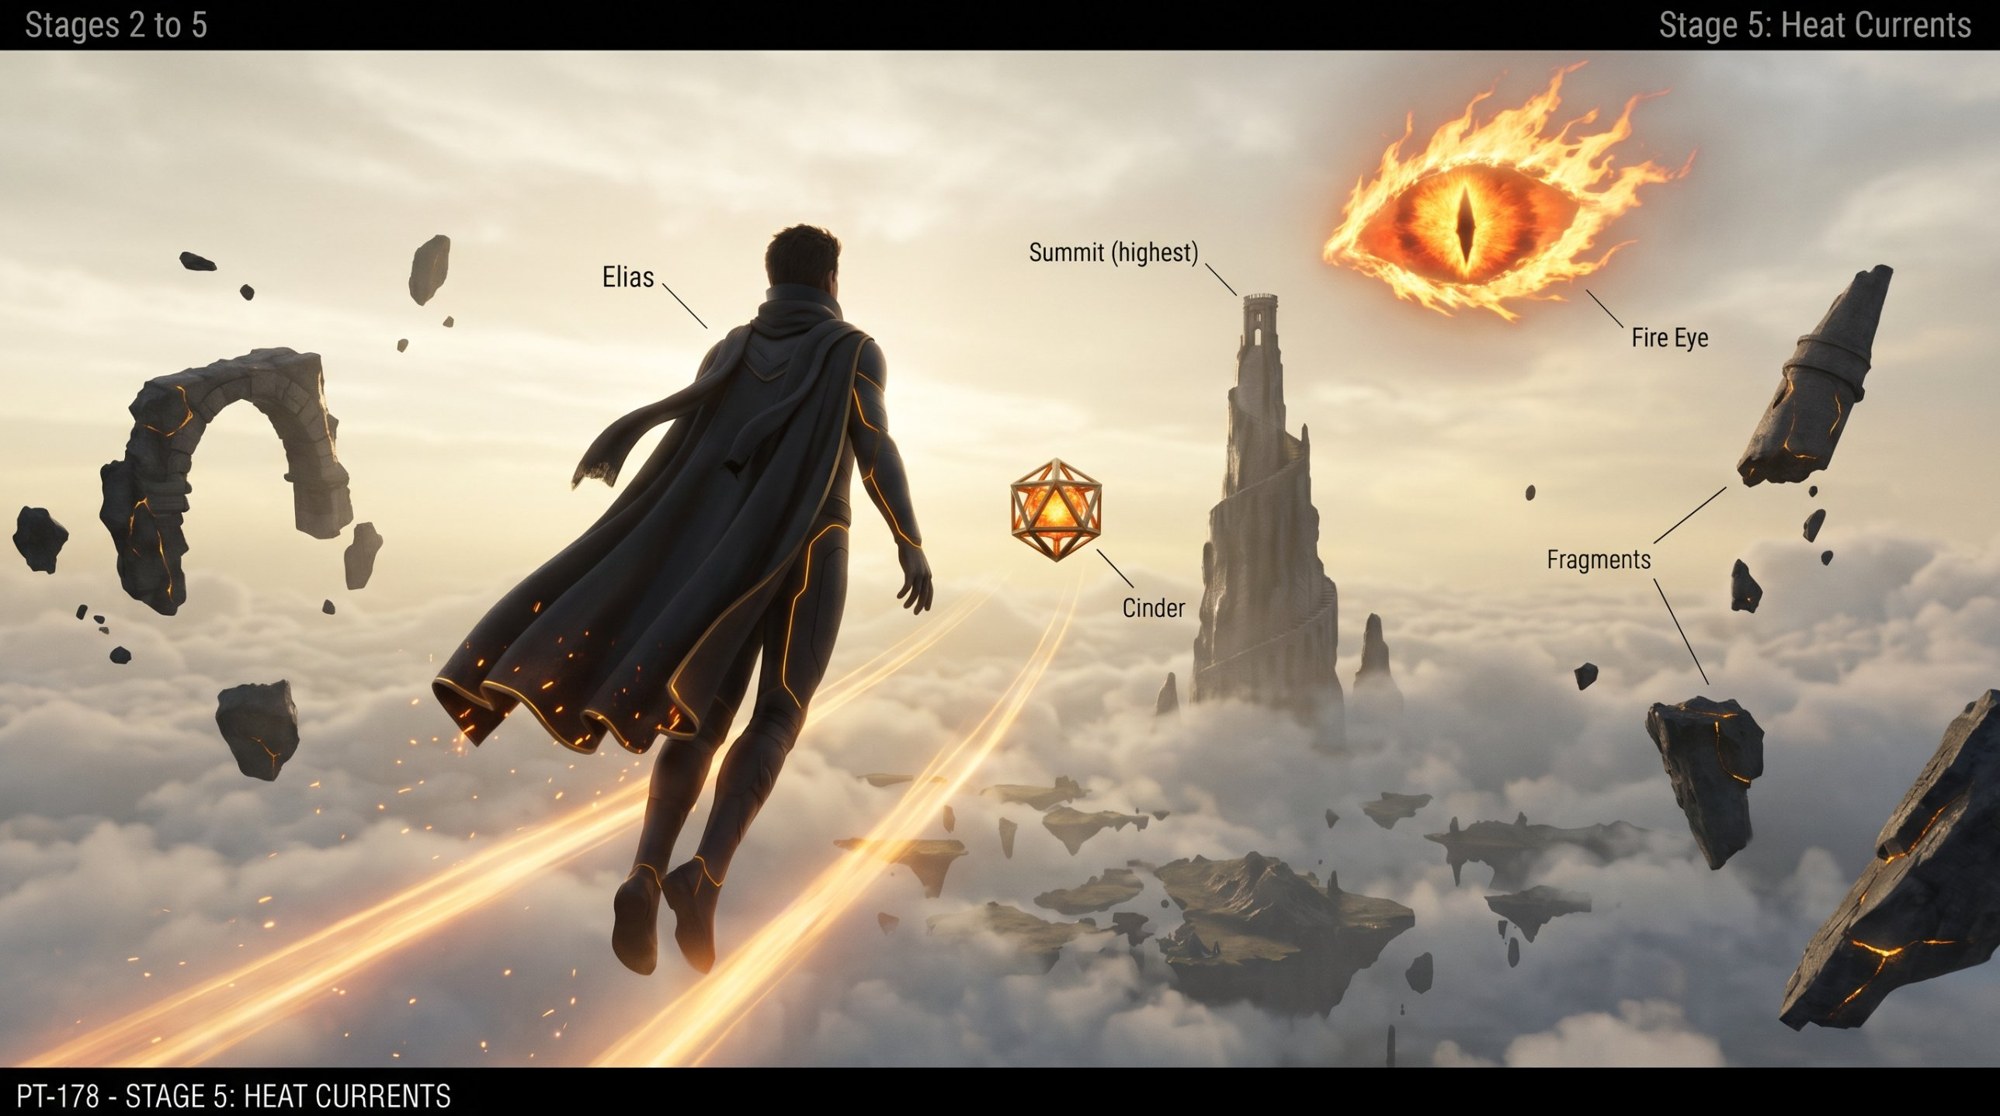 Stages 2 to 5
Stage 5: Heat Currents
Elias
Summit (highest)
Fire Eye
Cinder
Fragments
PT-178 - STAGE 5: HEAT CURRENTS